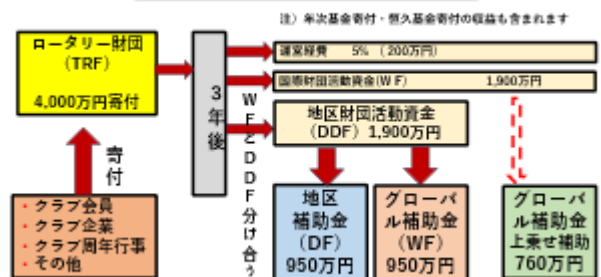 注）年次基金寄付・恒久基金寄付の収益も含まれます
ロータリー財団
（TRF）
4,000万円寄付
寄付
・クラブ会員
・クラブ企業
・クラブ周年行事
・その他
3年後
WFとDDF分け合う
運営経費 5% （200万円）
国際財団活動資金(WF) 1,900万円
地区財団活動資金
（DDF）1,900万円
地区
補助金
（DF）
950万円
グローバ
ル補助金
（WF）
950万円
グローバ
ル補助金
上乗せ補助
760万円